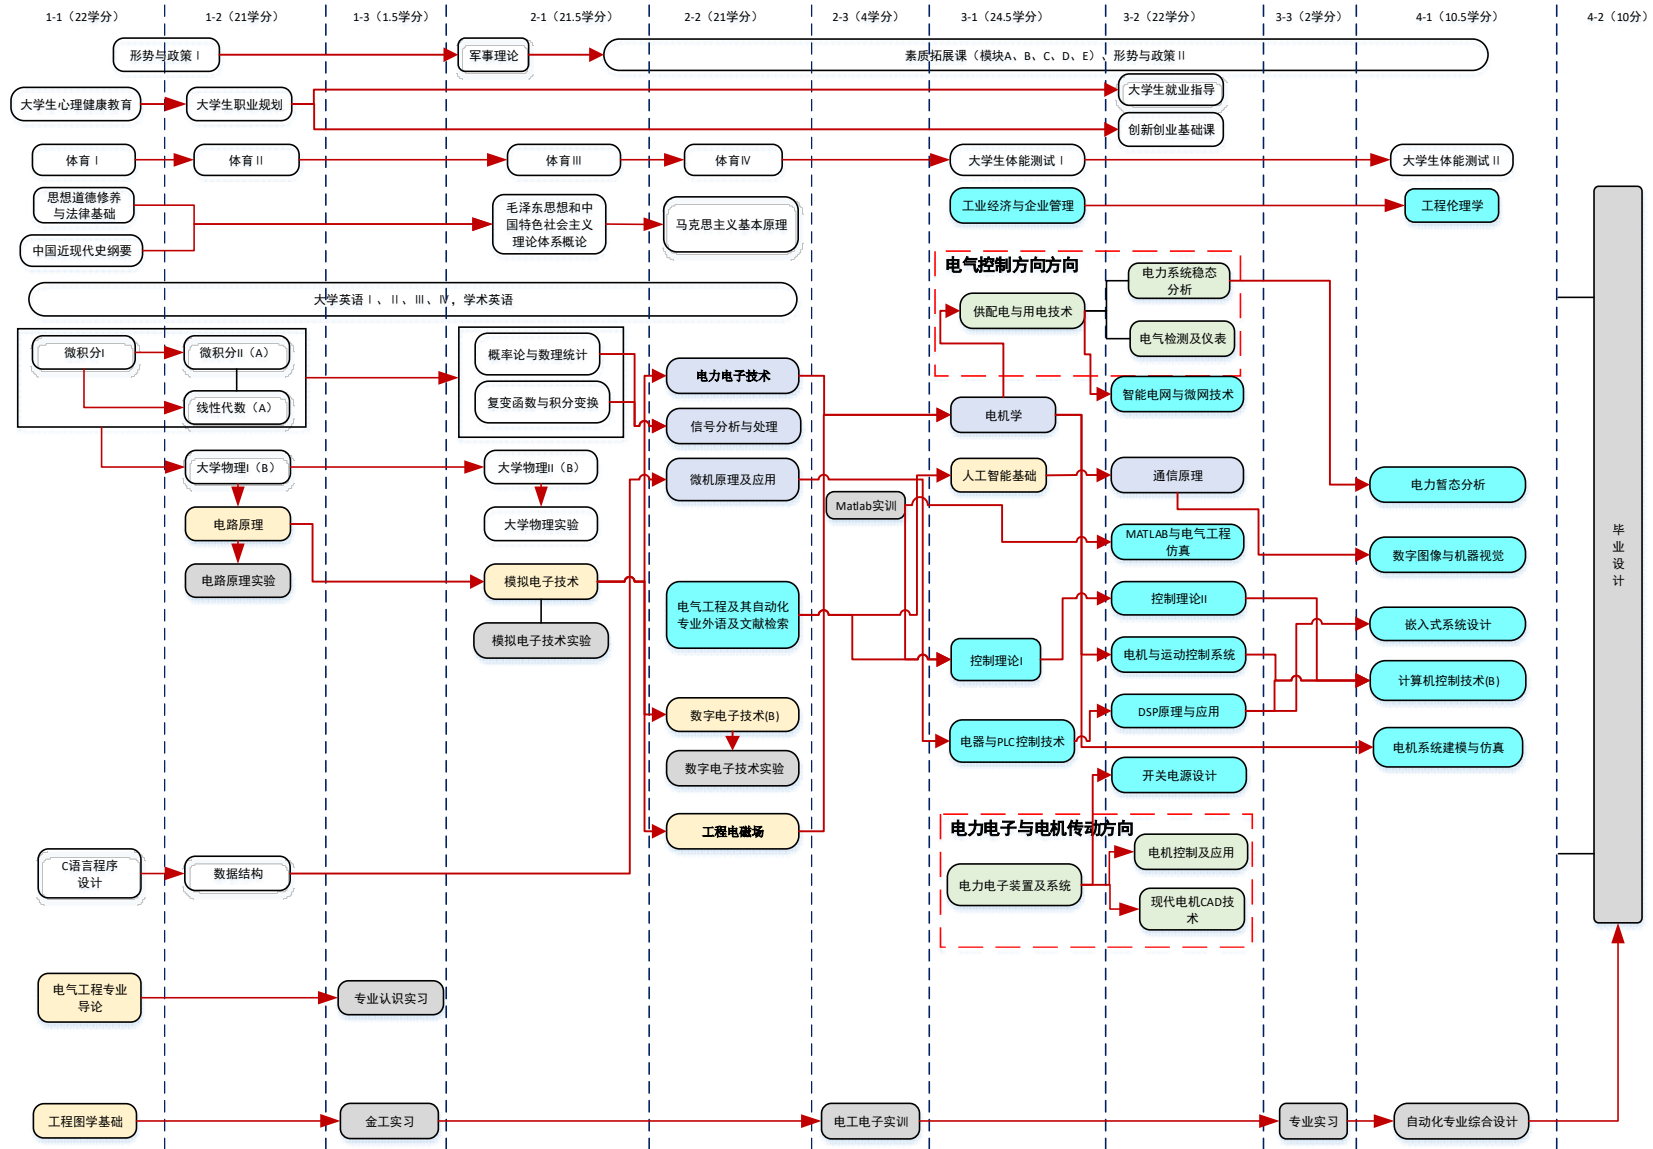 1-1（22学分）
1-2（21学分）
1-3（1.5学分）
2-1（21.5学分）
2-2（21学分）
2-3（4学分）
3-1（24.5学分）
3-2（22学分）
3-3（2学分）
4-1（10.5学分）
4-2（10分）
形势与政策Ⅰ
军事理论
素质拓展课（模块A、B、C、D、E）、形势与政策Ⅱ
大学生心理健康教育
大学生职业规划
大学生就业指导
创新创业基础课
体育Ⅰ
体育Ⅱ
体育Ⅲ
体育Ⅳ
大学生体能测试Ⅰ
大学生体能测试Ⅱ
思想道德修养
与法律基础
中国近现代史纲要
毛泽东思想和中
国特色社会主义
理论体系概论
马克思主义基本原理
工业经济与企业管理
工程伦理学
大学英语Ⅰ、Ⅱ、Ⅲ、Ⅳ，学术英语
电气控制方向方向
供配电与用电技术
电力系统稳态
分析
电气检测及仪表
智能电网与微网技术
微积分I
微积分II（A）
线性代数（A）
概率论与数理统计
复变函数与积分变换
电力电子技术
信号分析与处理
微机原理及应用
电机学
大学物理I（B）
大学物理II（B）
大学物理实验
人工智能基础
通信原理
电力暂态分析
Matlab实训
电路原理
电路原理实验
模拟电子技术
模拟电子技术实验
MATLAB与电气工程
仿真
数字图像与机器视觉
电气工程及其自动化
专业外语及文献检索
控制理论I
控制理论II
电机与运动控制系统
嵌入式系统设计
计算机控制技术(B)
数字电子技术(B)
数字电子技术实验
DSP原理与应用
电器与PLC控制技术
电机系统建模与仿真
开关电源设计
工程电磁场
电力电子与电机传动方向
电力电子装置及系统
电机控制及应用
现代电机CAD技
术
C语言程序
设计
数据结构
电气工程专业
导论
专业认识实习
工程图学基础
金工实习
电工电子实训
专业实习
自动化专业综合设计
毕
业
设
计